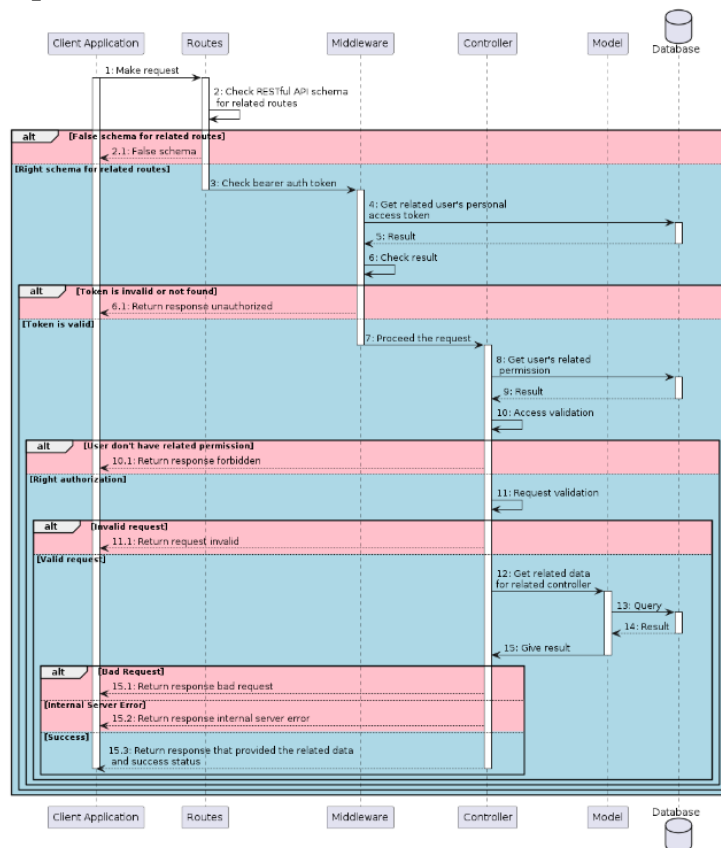 Client Application
Routes
Middleware
Controller
Model
Database
1: Make request
2: Check RESTful API schema
for related routes
alt
[False schema for related routes]
2.1: False schema
[Right schema for related routes]
3: Check bearer auth token
4: Get related user's personal
access token
5: Result
6: Check result
alt
[Token is invalid or not found]
6.1: Return response unauthorized
[Token is valid]
7: Proceed the request
8: Get user's related
permission
9: Result
10: Access validation
alt
[User don't have related permission]
10.1: Return response forbidden
[Right authorization]
11: Request validation
alt
[Invalid request]
11.1: Return request invalid
[Valid request]
12: Get related data
for related controller
13: Query
14: Result
15: Give result
alt
[Bad Request]
15.1: Return response bad request
[Internal Server Error]
15.2: Return response internal server error
[Success]
15.3: Return response that provided the related data
and success status
Client Application
Routes
Middleware
Controller
Model
Database